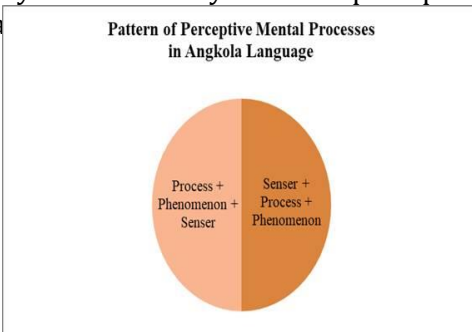 Pattern of Perceptive Mental Processes
in Angkola Language
Process +
Phenomenon +
Senser
Senser +
Process +
Phenomenon